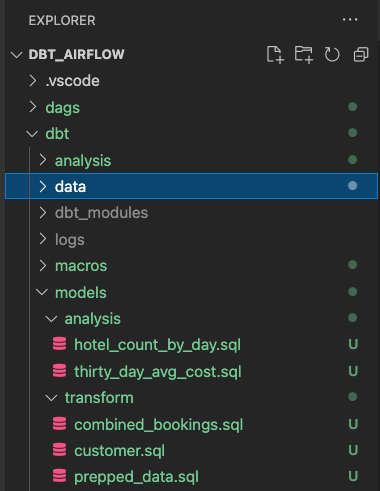 EXPLORER
DBT_AIRFLOW
.vscode
dags
dbt
analysis
data
dbt_modules
logs
macros
models
analysis
hotel_count_by_day.sql U
thirty_day_avg_cost.sql U
transform
combined_bookings.sql U
customer.sql U
prepped_data.sql U